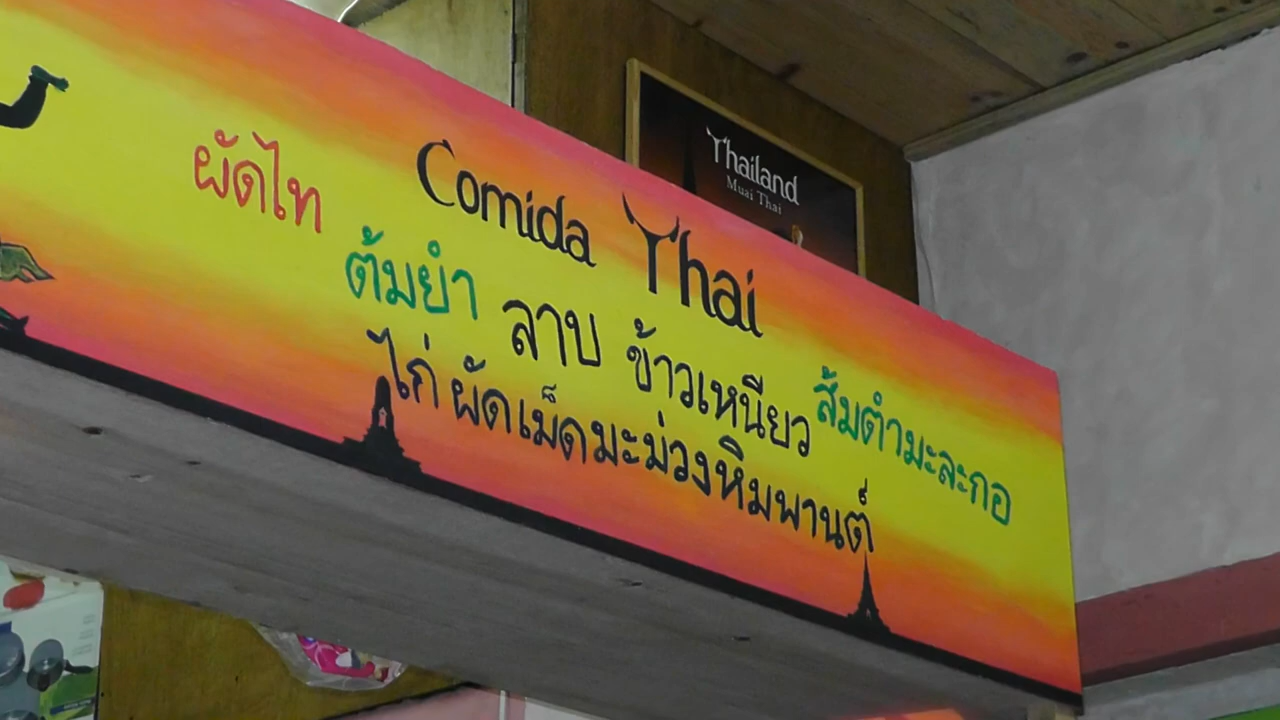 Thailand
Muai Thai
Comida Thai
ผัดไท
ต้มยำ ลาบ ข้าวเหนียว ส้มตำมะละกอ
ไก่ผัดเม็ดมะม่วงหิมพานต์